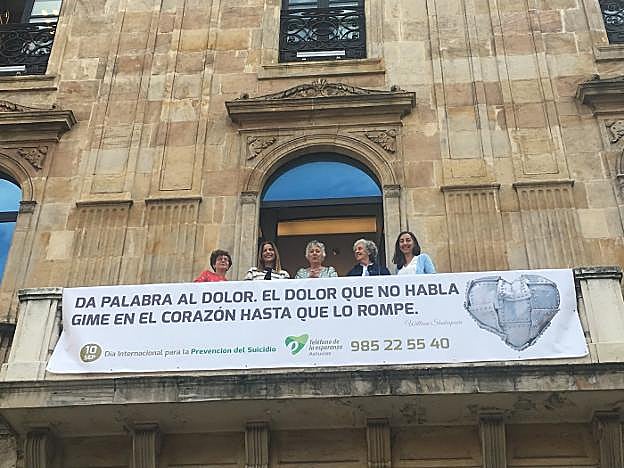 DA PALABRA AL DOLOR. EL DOLOR QUE NO HABLA
GIME EN EL CORAZÓN HASTA QUE LO ROMPE.
William Shakespeare
10 SEP Día Internacional para la Prevención del Suicidio
Teléfono de
la esperanza
Asturias
985 22 55 40